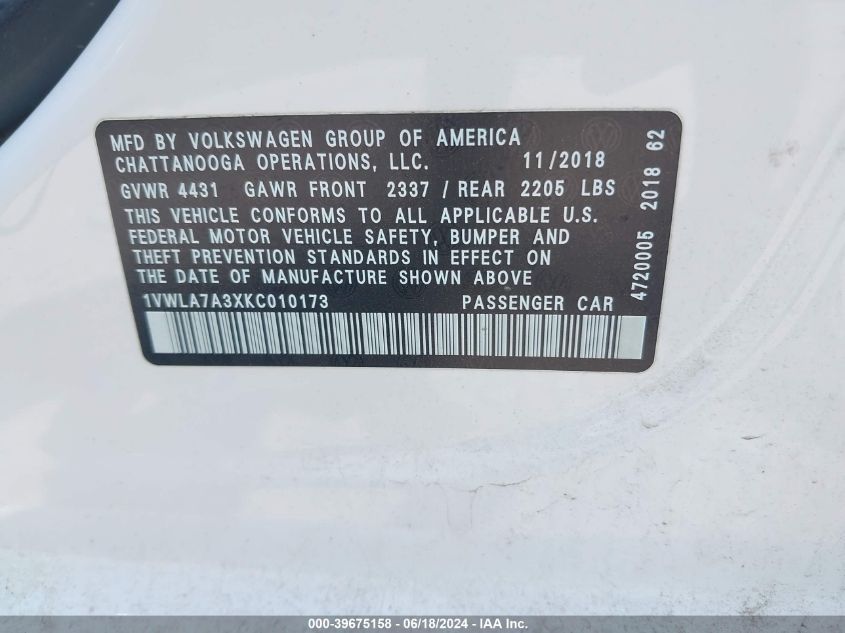 MFD BY VOLKSWAGEN GROUP OF AMERICA
CHATTANOOGA OPERATIONS, LLC. 11/2018
GVWR 4431 GAWR FRONT 2337 / REAR 2205 LBS
THIS VEHICLE CONFORMS TO ALL APPLICABLE U.S.
FEDERAL MOTOR VEHICLE SAFETY, BUMPER AND
THEFT PREVENTION STANDARDS IN EFFECT ON
THE DATE OF MANUFACTURE SHOWN ABOVE
1VWLA7A3XKC010173 PASSENGER CAR
4720005 2018 62
000-39675158 - 06/18/2024 - IAA Inc.